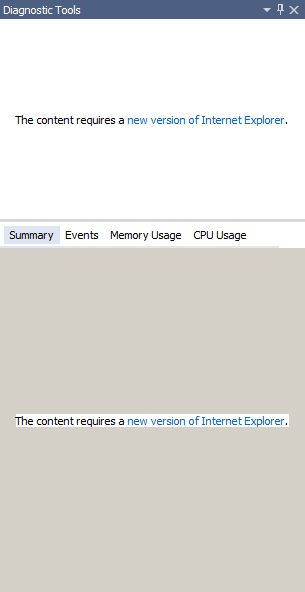 Diagnostic Tools
The content requires a new version of Internet Explorer.
Summary Events Memory Usage CPU Usage
The content requires a new version of Internet Explorer.